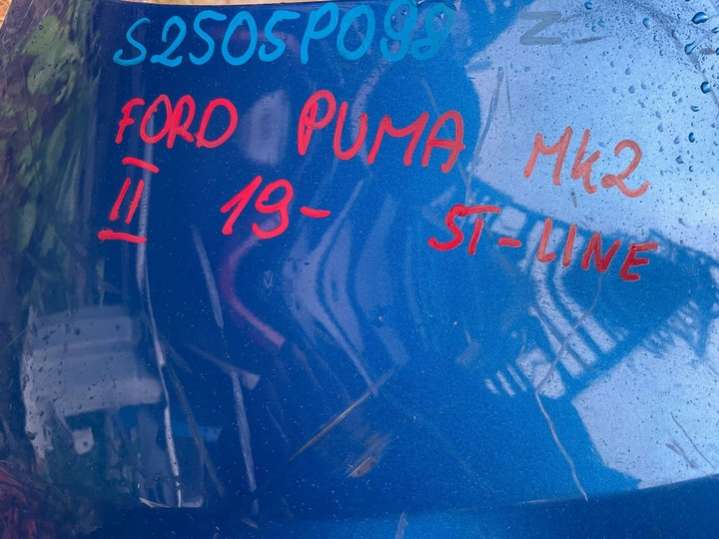 S2505P098
FORD PUMA MK2
II 19- ST-LINE